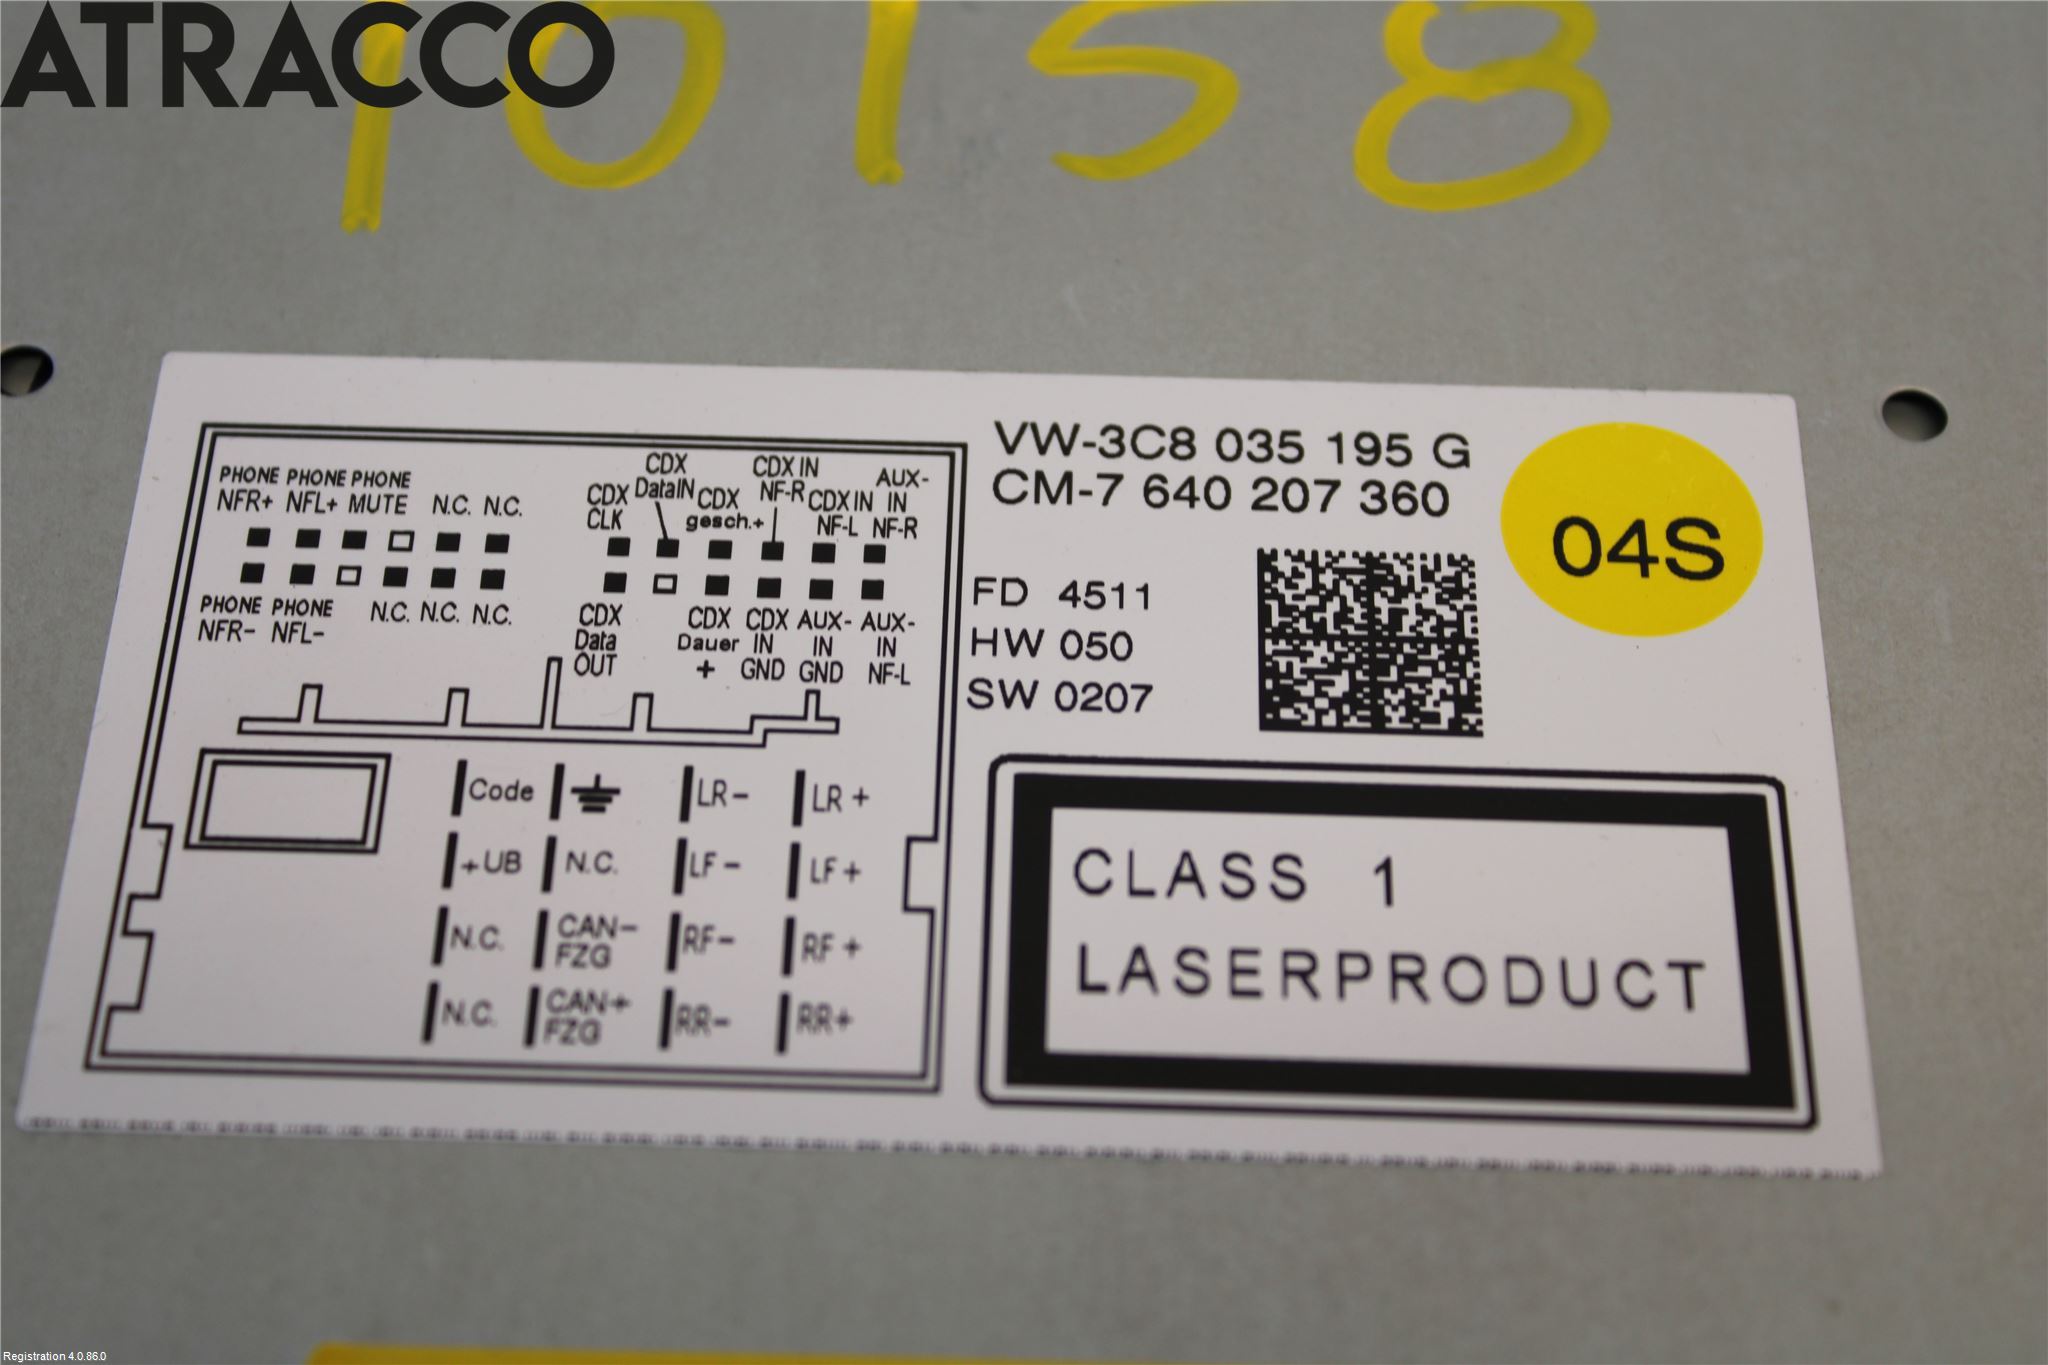 ATRACCO
10158
VW-3C8 035 195 G
CM-7 640 207 360
04S
FD 4511
HW 050
SW 0207
CLASS 1
LASERPRODUCT
PHONE PHONE PHONE
NFR+ NFL+ MUTE N.C. N.C.
PHONE PHONE
NFR- NFL- N.C. N.C. N.C.
CDX CLK
CDX DataIN
CDX gesch.+
CDX IN NF-R
CDX IN NF-L
AUX-IN NF-R
CDX Data OUT
CDX Dauer +
CDX IN GND
AUX-IN GND
AUX-IN NF-L
Code LR- LR+
+UB N.C. LF- LF+
N.C. CAN- FZG RF- RF+
N.C. CAN+ FZG RR- RR+
Registration 4.0.86.0